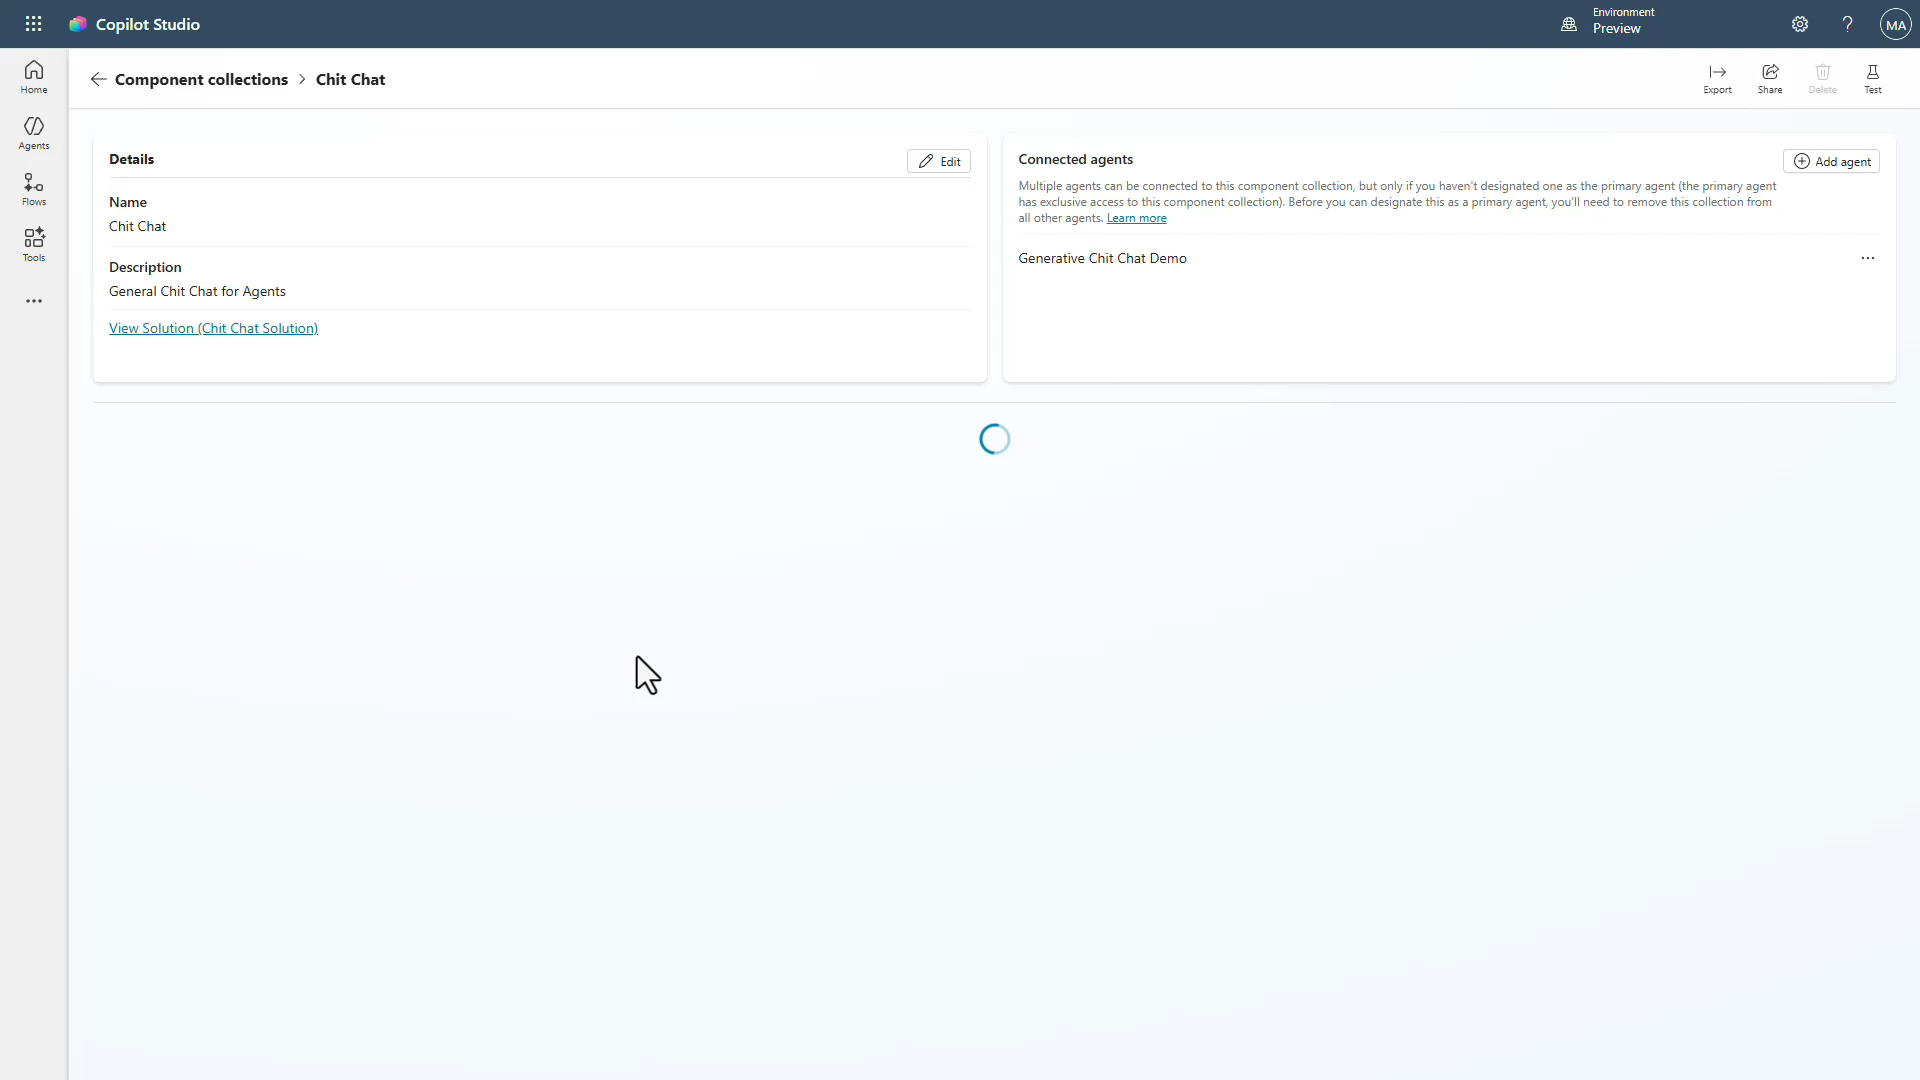 Copilot Studio
Environment
Preview
?
MA
Home
Agents
Flows
Tools
Component collections > Chit Chat
Export
Share
Delete
Test
Details
Edit
Name
Chit Chat
Description
General Chit Chat for Agents
View Solution (Chit Chat Solution)
Connected agents
Add agent
Multiple agents can be connected to this component collection, but only if you haven't designated one as the primary agent (the primary agent
has exclusive access to this component collection). Before you can designate this as a primary agent, you'll need to remove this collection from
all other agents. Learn more
Generative Chit Chat Demo